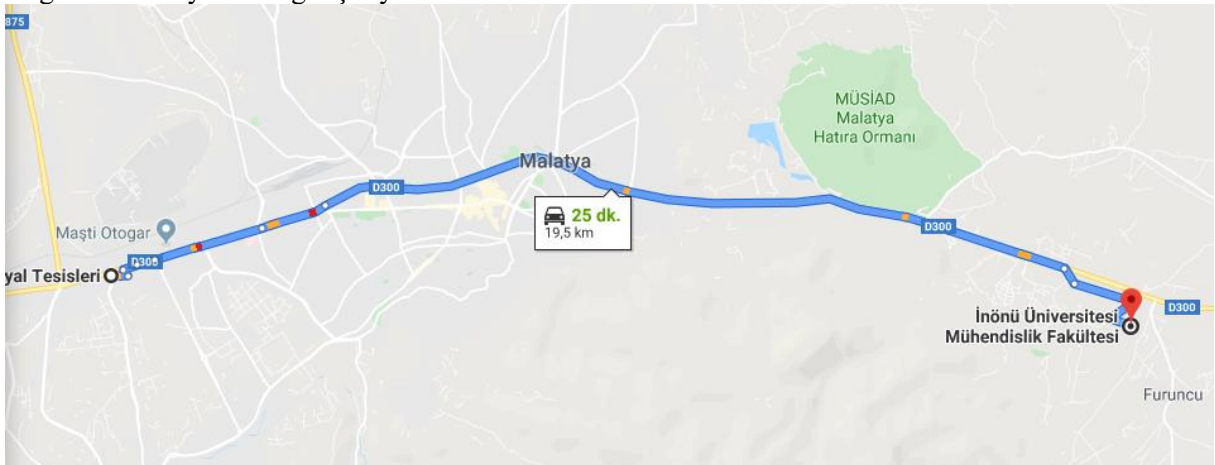 875
MÜSİAD
Malatya
Hatıra Ormanı
Malatya
D300
25 dk.
19,5 km
Maşti Otogar
D300
D300
yal Tesisleri
D300
İnönü Üniversitesi
Mühendislik Fakültesi
Furuncu